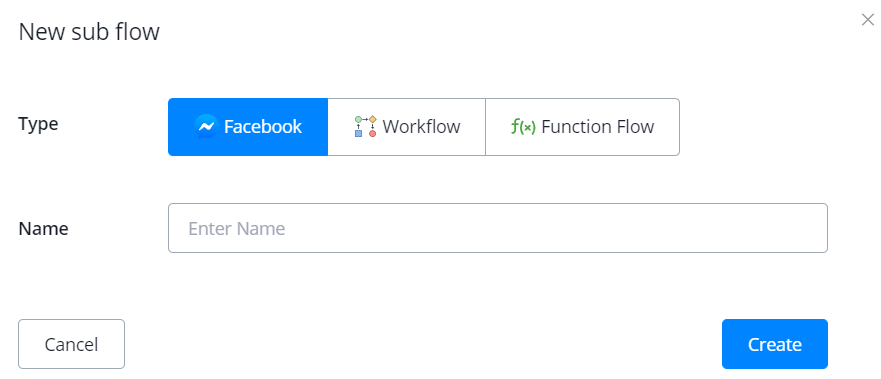 New sub flow
Type
Facebook
Workflow
f(x) Function Flow
Name
Enter Name
Cancel
Create